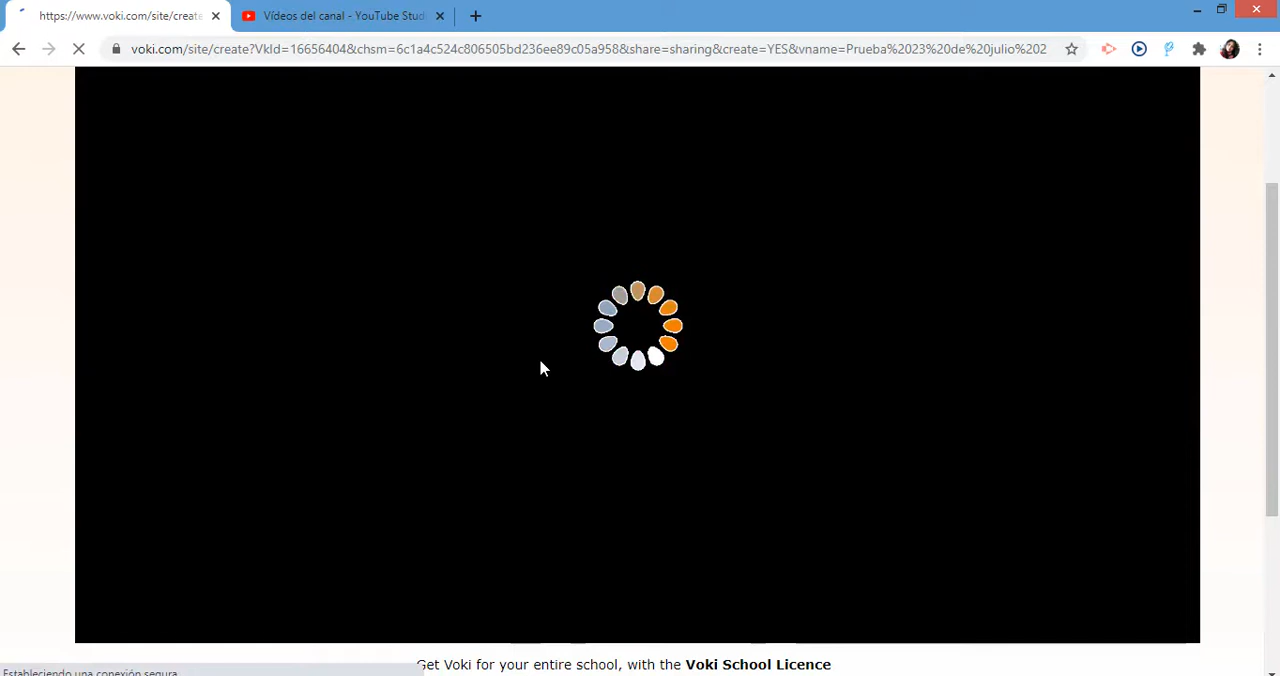 https://www.voki.com/site/create
Vídeos del canal - YouTube Stud
voki.com/site/create?VkId=16656404&chsm=6c1a4c524c806505bd236ee89c05a958&share=sharing&create=YES&vname=Prueba%2023%20de%20julio%202
Get Voki for your entire school, with the Voki School Licence
Estableciendo una conexión segura